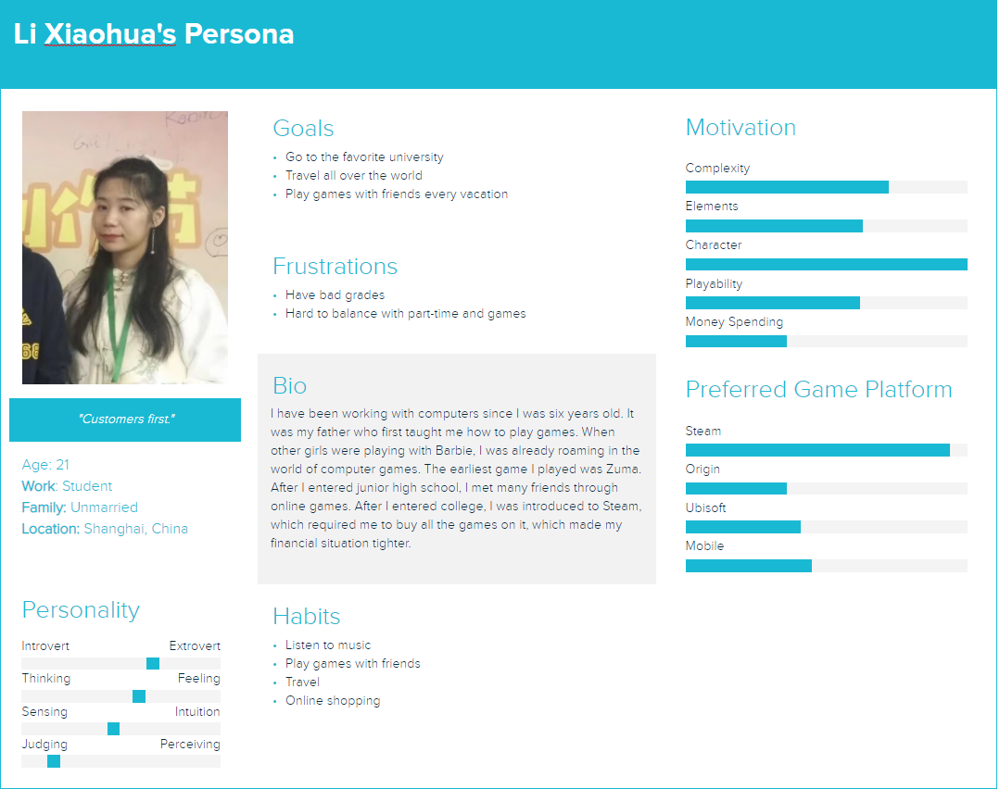 Li Xiaohua's Persona
"Customers first."
Age: 21
Work: Student
Family: Unmarried
Location: Shanghai, China
Personality
Introvert Extrovert
Thinking Feeling
Sensing Intuition
Judging Perceiving
Goals
• Go to the favorite university
• Travel all over the world
• Play games with friends every vacation
Frustrations
• Have bad grades
• Hard to balance with part-time and games
Bio
I have been working with computers since I was six years old. It
was my father who first taught me how to play games. When
other girls were playing with Barbie, I was already roaming in the
world of computer games. The earliest game I played was Zuma.
After I entered junior high school, I met many friends through
online games. After I entered college, I was introduced to Steam,
which required me to buy all the games on it, which made my
financial situation tighter.
Habits
• Listen to music
• Play games with friends
• Travel
• Online shopping
Motivation
Complexity
Elements
Character
Playability
Money Spending
Preferred Game Platform
Steam
Origin
Ubisoft
Mobile